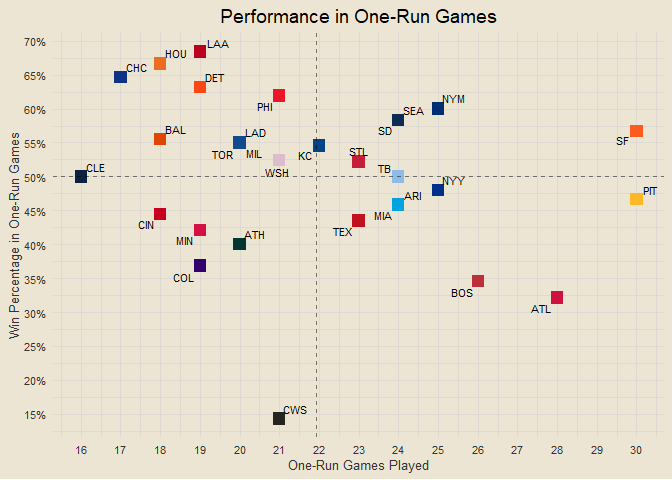 Performance in One-Run Games
Win Percentage in One-Run Games
70%
65%
60%
55%
50%
45%
40%
35%
30%
25%
20%
15%
LAA
HOU
CHC
DET
PHI
NYM
SEA
SD
SF
BAL
LAD
TOR
MIL
KC
STL
WSH
CLE
TB
NYY
PIT
ARI
MIA
CIN
MIN
ATH
TEX
COL
BOS
ATL
CWS
16 17 18 19 20 21 22 23 24 25 26 27 28 29 30
One-Run Games Played